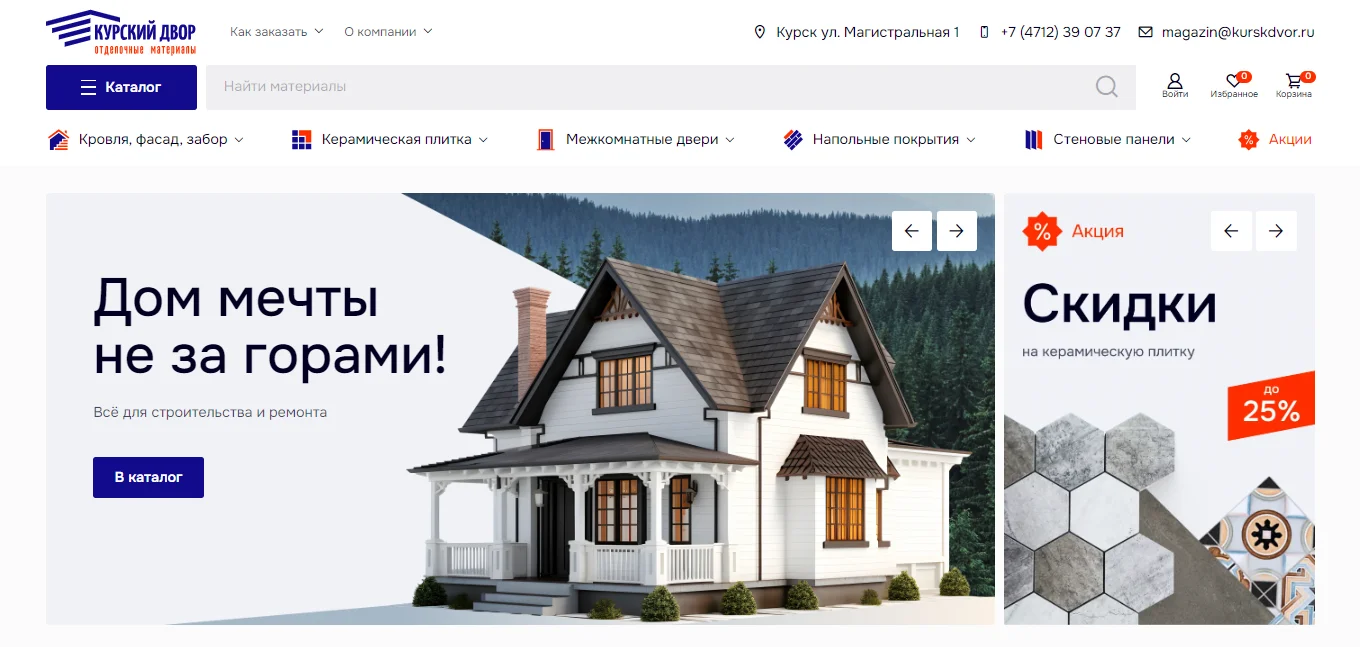 КУРСКИЙ ДВОР
отделочные материалы
Как заказать
О компании
Курск ул. Магистральная 1
+7 (4712) 39 07 37
magazin@kurskdvor.ru
Каталог
Найти материалы
Войти
0
Избранное
0
Корзина
Кровля, фасад, забор
Керамическая плитка
Межкомнатные двери
Напольные покрытия
Стеновые панели
%
Акции
Дом мечты
не за горами!
Всё для строительства и ремонта
В каталог
%
Акция
Скидки
на керамическую плитку
до
25%